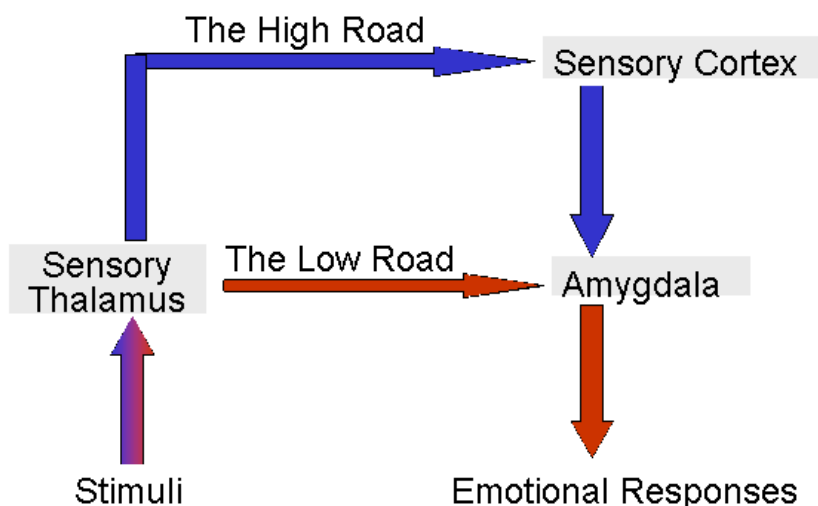 The High Road
Sensory Cortex
Sensory
Thalamus
The Low Road
Amygdala
Stimuli
Emotional Responses